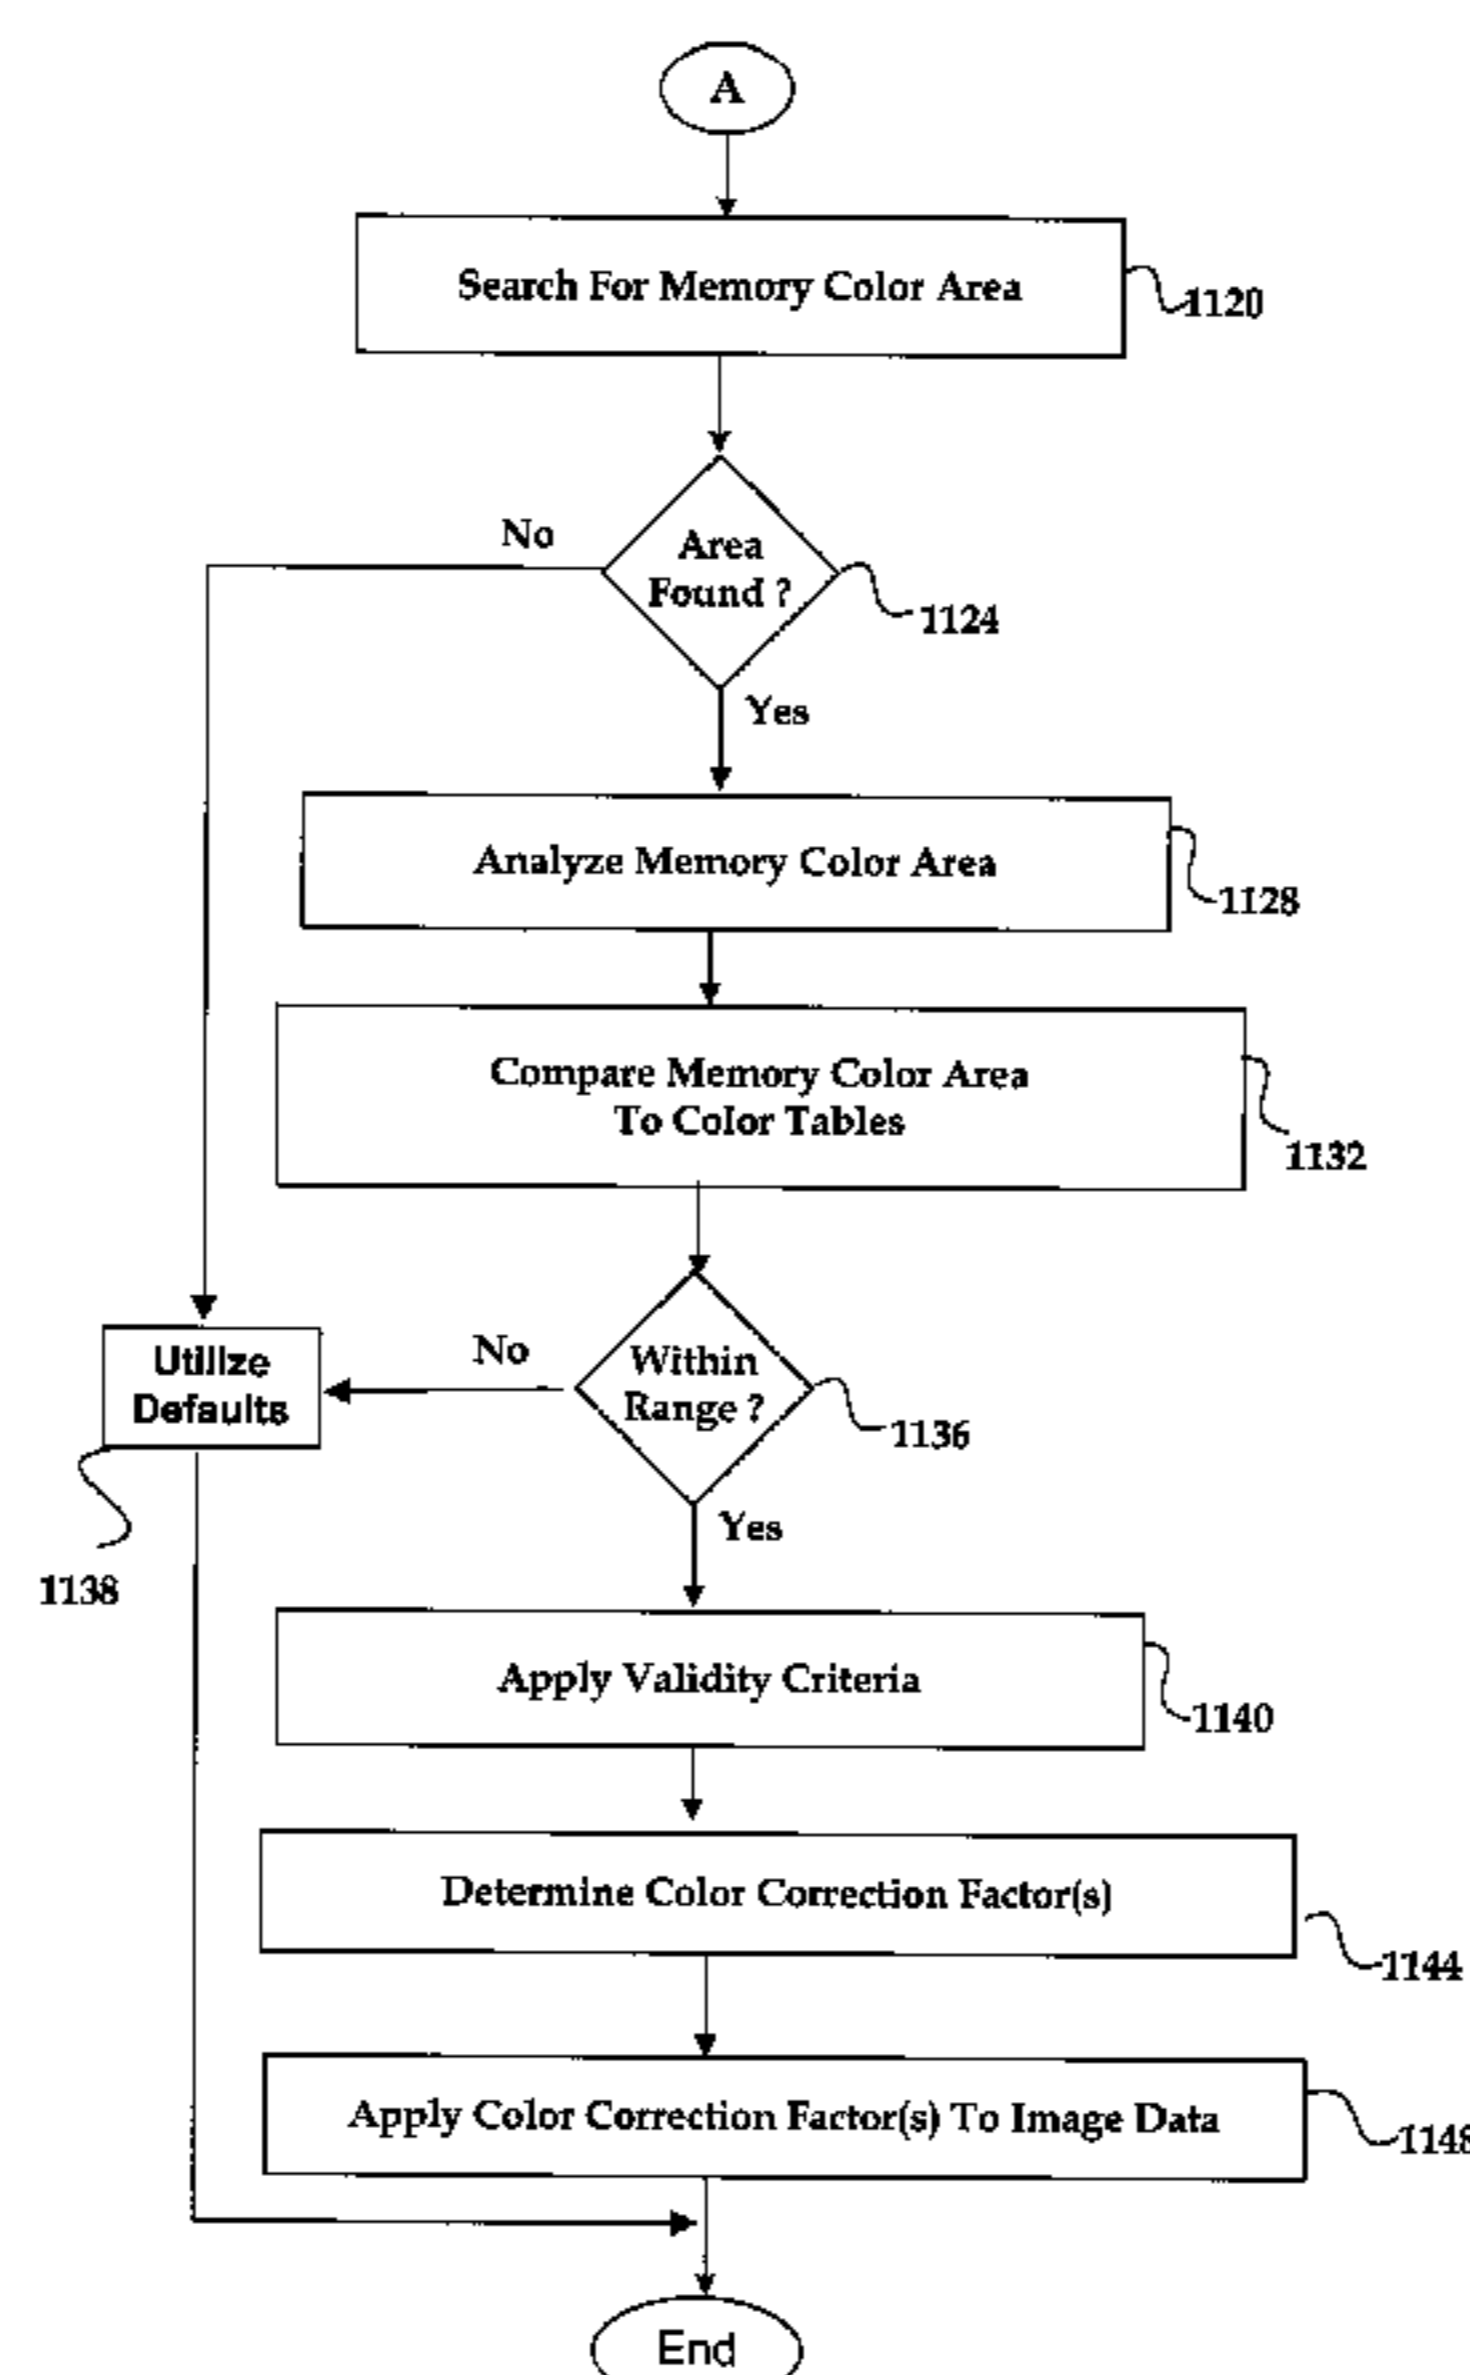 A
Search For Memory Color Area
1120
No
Area
Found ?
1124
Yes
Analyze Memory Color Area
1128
Compare Memory Color Area
To Color Tables
1132
Utilize
Defaults
No
Within
Range ?
1136
1138
Yes
Apply Validity Criteria
1140
Determine Color Correction Factor(s)
1144
Apply Color Correction Factor(s) To Image Data
1148
End